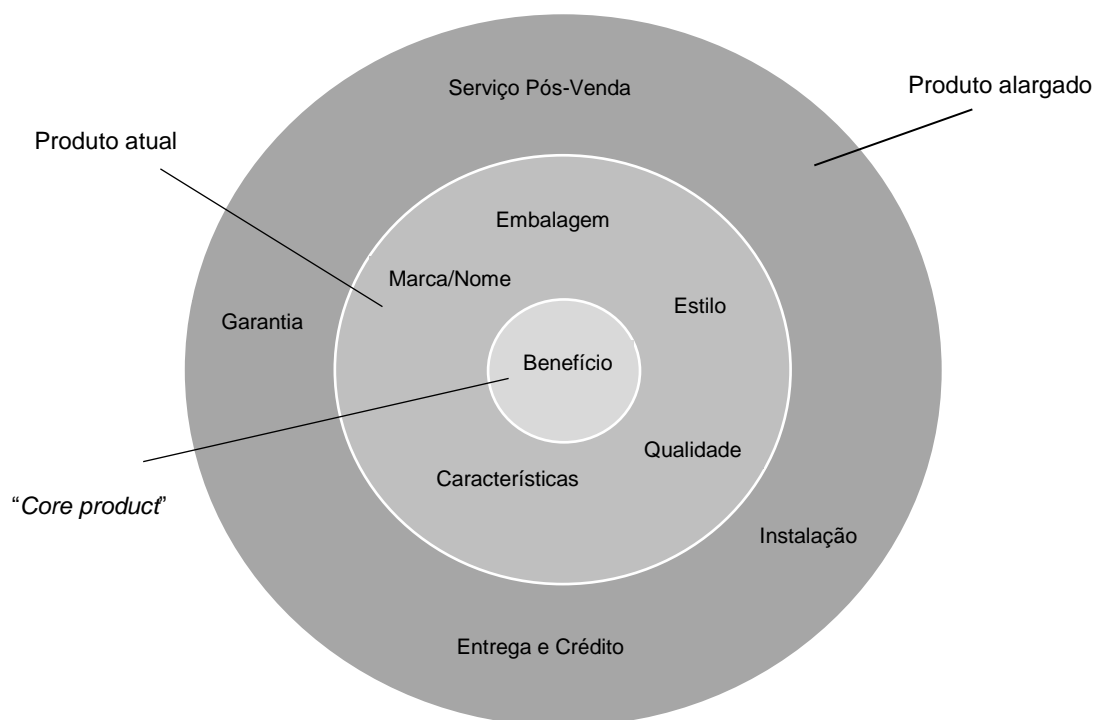 Serviço Pós-Venda
Produto alargado
Produto atual
Embalagem
Marca/Nome
Estilo
Garantia
Benefício
Qualidade
Características
“Core product”
Instalação
Entrega e Crédito